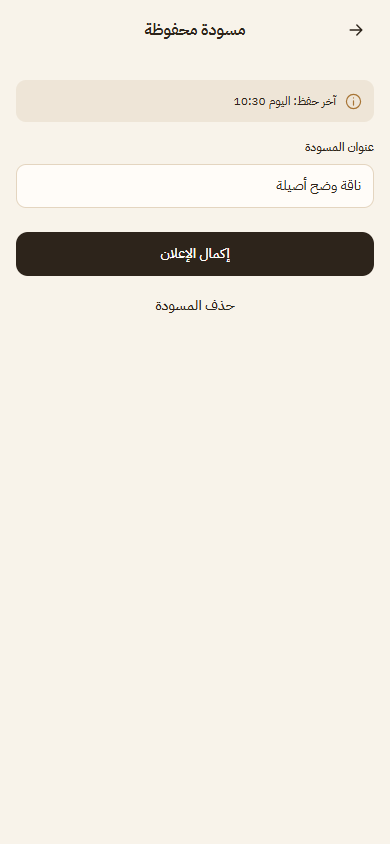 مسودة محفوظة
آخر حفظ: اليوم 10:30
عنوان المسودة
ناقة وضح أصيلة
إكمال الإعلان
حذف المسودة